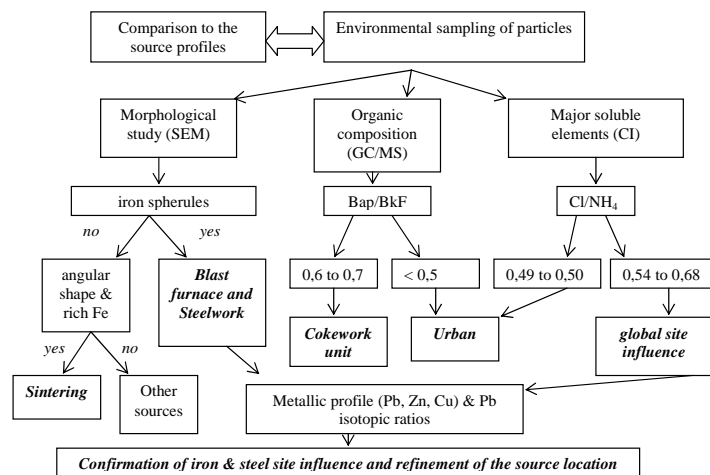 Comparison to the
source profiles
Environmental sampling of particles
Morphological
study (SEM)
Organic
composition
(GC/MS)
Major soluble
elements (CI)
iron spherules
Bap/BkF
Cl/NH₄
no
yes
angular
shape &
rich Fe
Blast
furnace and
Steelwork
0,6 to 0,7
< 0,5
0,49 to 0,50
0,54 to 0,68
Cokework
unit
Urban
global site
influence
yes
no
Sintering
Other
sources
Metallic profile (Pb, Zn, Cu) & Pb
isotopic ratios
Confirmation of iron & steel site influence and refinement of the source location